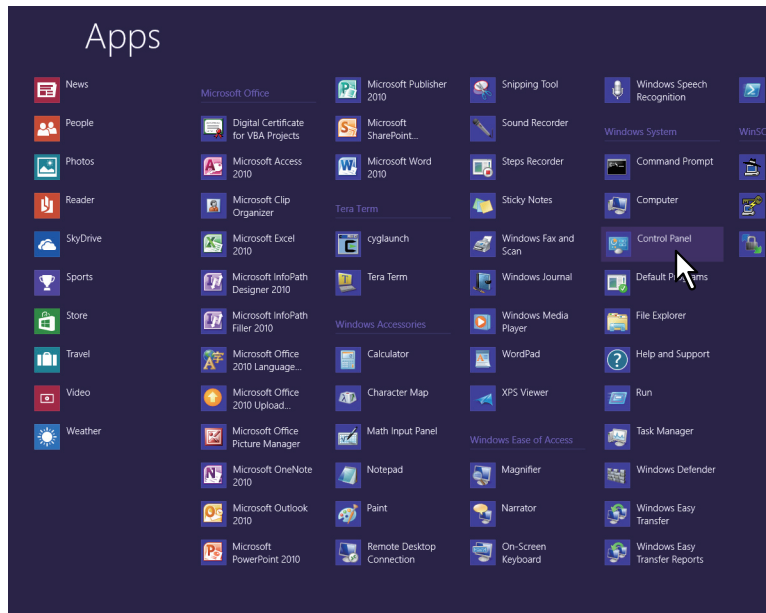 Apps
News
People
Photos
Reader
SkyDrive
Sports
Store
Travel
Video
Weather
Microsoft Office
Digital Certificate
for VBA Projects
Microsoft Access
2010
Microsoft Clip
Organizer
Microsoft Excel
2010
Microsoft InfoPath
Designer 2010
Microsoft InfoPath
Filler 2010
Microsoft Office
2010 Language...
Microsoft Office
2010 Upload...
Microsoft Office
Picture Manager
Microsoft OneNote
2010
Microsoft Outlook
2010
Microsoft
PowerPoint 2010
Microsoft Publisher
2010
Microsoft
SharePoint...
Microsoft Word
2010
Tera Term
cyglaunch
Tera Term
Windows Accessories
Calculator
Character Map
Math Input Panel
Notepad
Paint
Remote Desktop
Connection
Snipping Tool
Sound Recorder
Steps Recorder
Sticky Notes
Windows Fax and
Scan
Windows Journal
Windows Media
Player
WordPad
XPS Viewer
Windows Ease of Access
Magnifier
Narrator
On-Screen
Keyboard
Windows Speech
Recognition
Windows System
Command Prompt
Computer
Control Panel
Default
File Explorer
Help and Support
Run
Task Manager
Windows Defender
Windows Easy
Transfer
Windows Easy
Transfer Reports